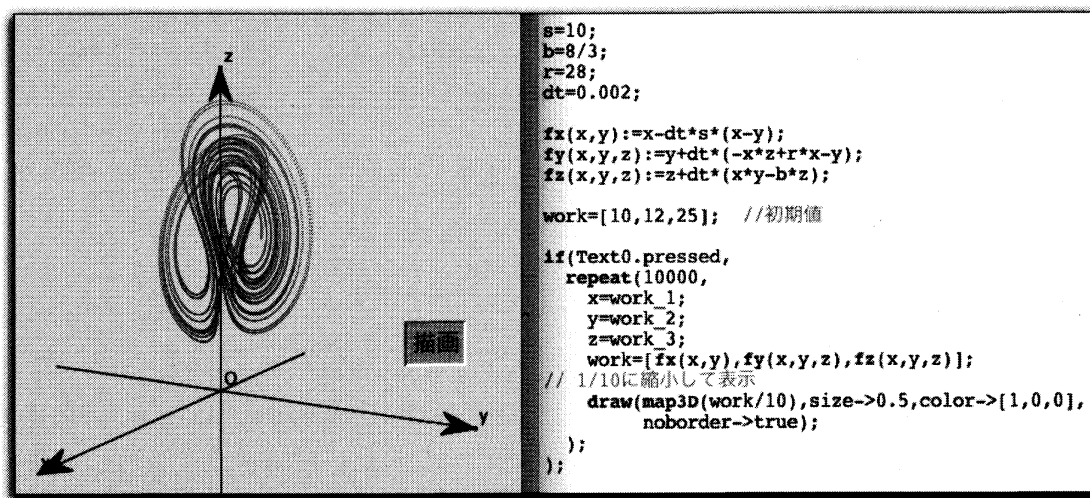 z
描画
O
y
s=10;
b=8/3;
r=28;
dt=0.002;
fx(x,y):=x-dt*s*(x-y);
fy(x,y,z):=y+dt*(-x*z+r*x-y);
fz(x,y,z):=z+dt*(x*y-b*z);
work=[10,12,25]; //初期値
if(Text0.pressed,
repeat(10000,
x=work_1;
y=work_2;
z=work_3;
work=[fx(x,y),fy(x,y,z),fz(x,y,z)];
// 1/10に縮小して表示
draw(map3D(work/10),size->0.5,color->[1,0,0],
noborder->true);
);
);